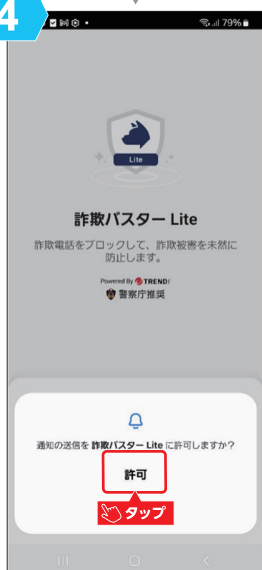 4
79%
Lite
詐欺バスター Lite
詐欺電話をブロックして、詐欺被害を未然に
防止します。
Powered By TREND
警察庁推奨
通知の送信を 詐欺バスター Lite に許可しますか？
許可
タップ